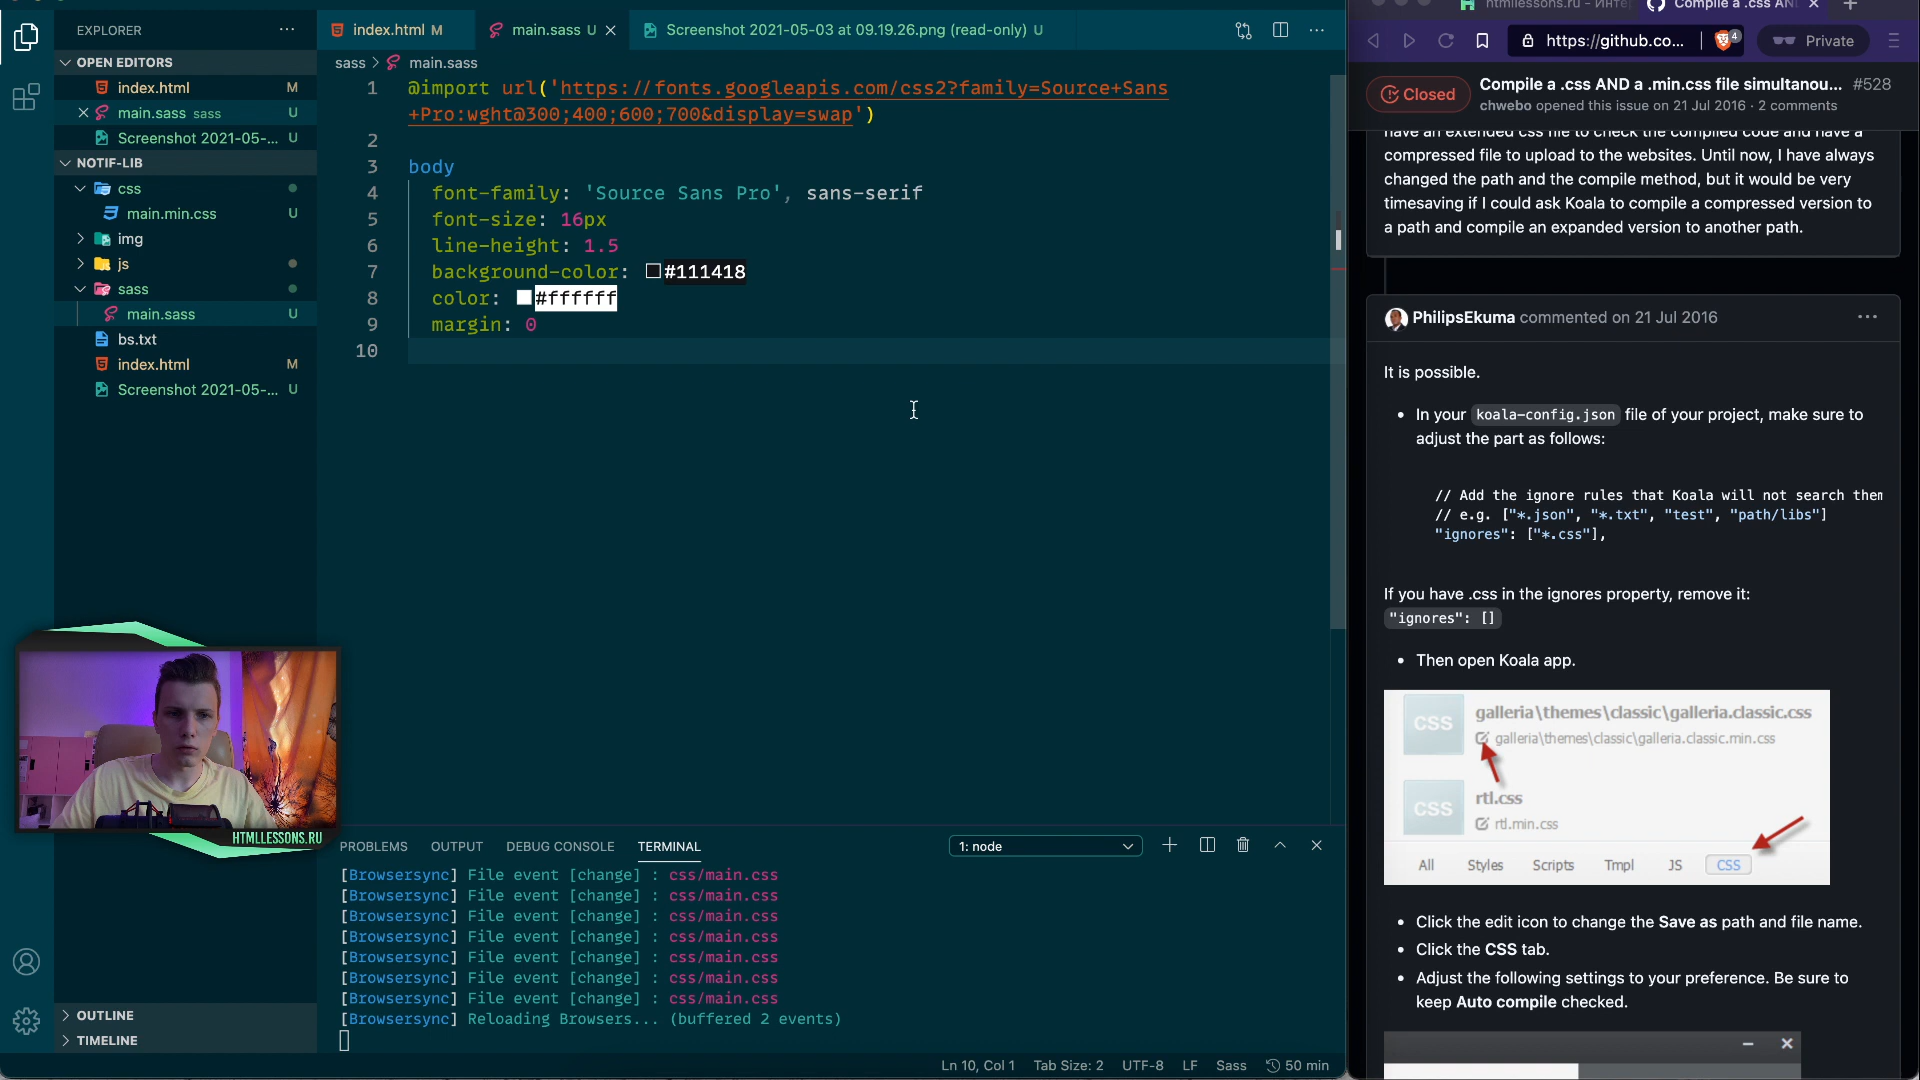 EXPLORER
OPEN EDITORS
index.html M
main.sass sass U
Screenshot 2021-05-... U
NOTIF-LIB
css
main.min.css U
img
js
sass
main.sass U
bs.txt
index.html M
Screenshot 2021-05-... U
OUTLINE
TIMELINE
HTMLLESSONS.RU
index.html M
main.sass U
Screenshot 2021-05-03 at 09.19.26.png (read-only) U
sass > main.sass
1 @import url('https://fonts.googleapis.com/css2?family=Source+Sans
+Pro:wght@300;400;600;700&display=swap')
2
3 body
4 font-family: 'Source Sans Pro', sans-serif
5 font-size: 16px
6 line-height: 1.5
7 background-color: #111418
8 color: #ffffff
9 margin: 0
10
PROBLEMS OUTPUT DEBUG CONSOLE TERMINAL 1: node
[Browsersync] File event [change] : css/main.css
[Browsersync] File event [change] : css/main.css
[Browsersync] File event [change] : css/main.css
[Browsersync] File event [change] : css/main.css
[Browsersync] File event [change] : css/main.css
[Browsersync] File event [change] : css/main.css
[Browsersync] File event [change] : css/main.css
[Browsersync] Reloading Browsers... (buffered 2 events)
Ln 10, Col 1 Tab Size: 2 UTF-8 LF Sass 50 min
htmllessons.ru - Compile a .css AN
https://github.co... 4 Private
Closed
Compile a .css AND a .min.css file simultanou... #528
chwebo opened this issue on 21 Jul 2016 · 2 comments
have an extended css file to check the compiled code and have a
compressed file to upload to the websites. Until now, I have always
changed the path and the compile method, but it would be very
timesaving if I could ask Koala to compile a compressed version to
a path and compile an expanded version to another path.
PhilipsEkuma commented on 21 Jul 2016
It is possible.
• In your koala-config.json file of your project, make sure to
adjust the part as follows:
// Add the ignore rules that Koala will not search them
// e.g. ["*.json", "*.txt", "test", "path/libs"]
"ignores": ["*.css"],
If you have .css in the ignores property, remove it:
"ignores": []
• Then open Koala app.
CSS galleria\themes\classic\galleria.classic.css
galleria\themes\classic\galleria.classic.min.css
CSS rtl.css
rtl.min.css
All Styles Scripts Tmpl JS CSS
• Click the edit icon to change the Save as path and file name.
• Click the CSS tab.
• Adjust the following settings to your preference. Be sure to
keep Auto compile checked.